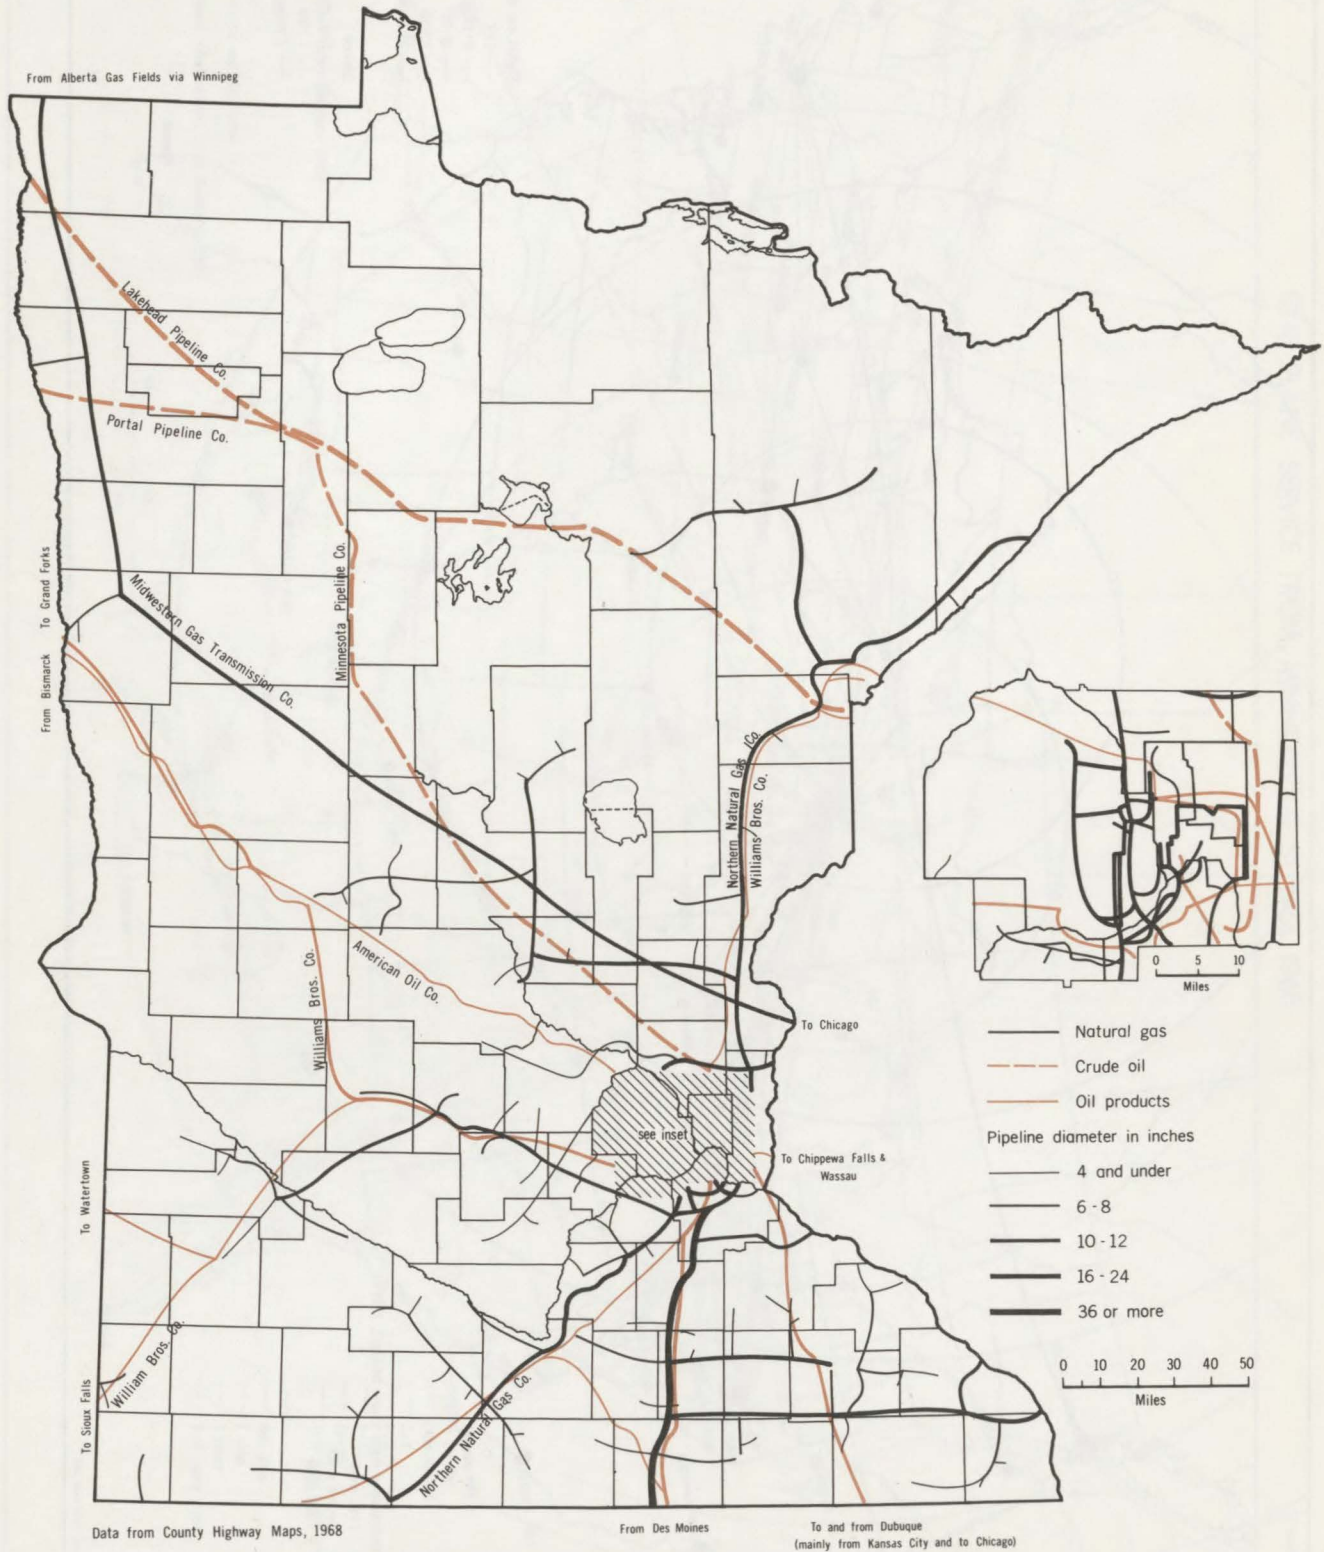 From Alberta Gas Fields via Winnipeg
Lakehead Pipeline Co.
Portal Pipeline Co.
Minnesota Pipeline Co.
To Grand Forks
From Bismarck
Midwestern Gas Transmission Co.
Northern Natural Gas Co.
Williams Bros. Co.
American Oil Co.
Williams Bros. Co.
To Chicago
see inset
To Chippewa Falls &
Wassau
To Watertown
William Bros. Co.
To Sioux Falls
Northern Natural Gas Co.
0 5 10
Miles
Natural gas
Crude oil
Oil products
Pipeline diameter in inches
4 and under
6 - 8
10 - 12
16 - 24
36 or more
0 10 20 30 40 50
Miles
Data from County Highway Maps, 1968
From Des Moines
To and from Dubuque
(mainly from Kansas City and to Chicago)